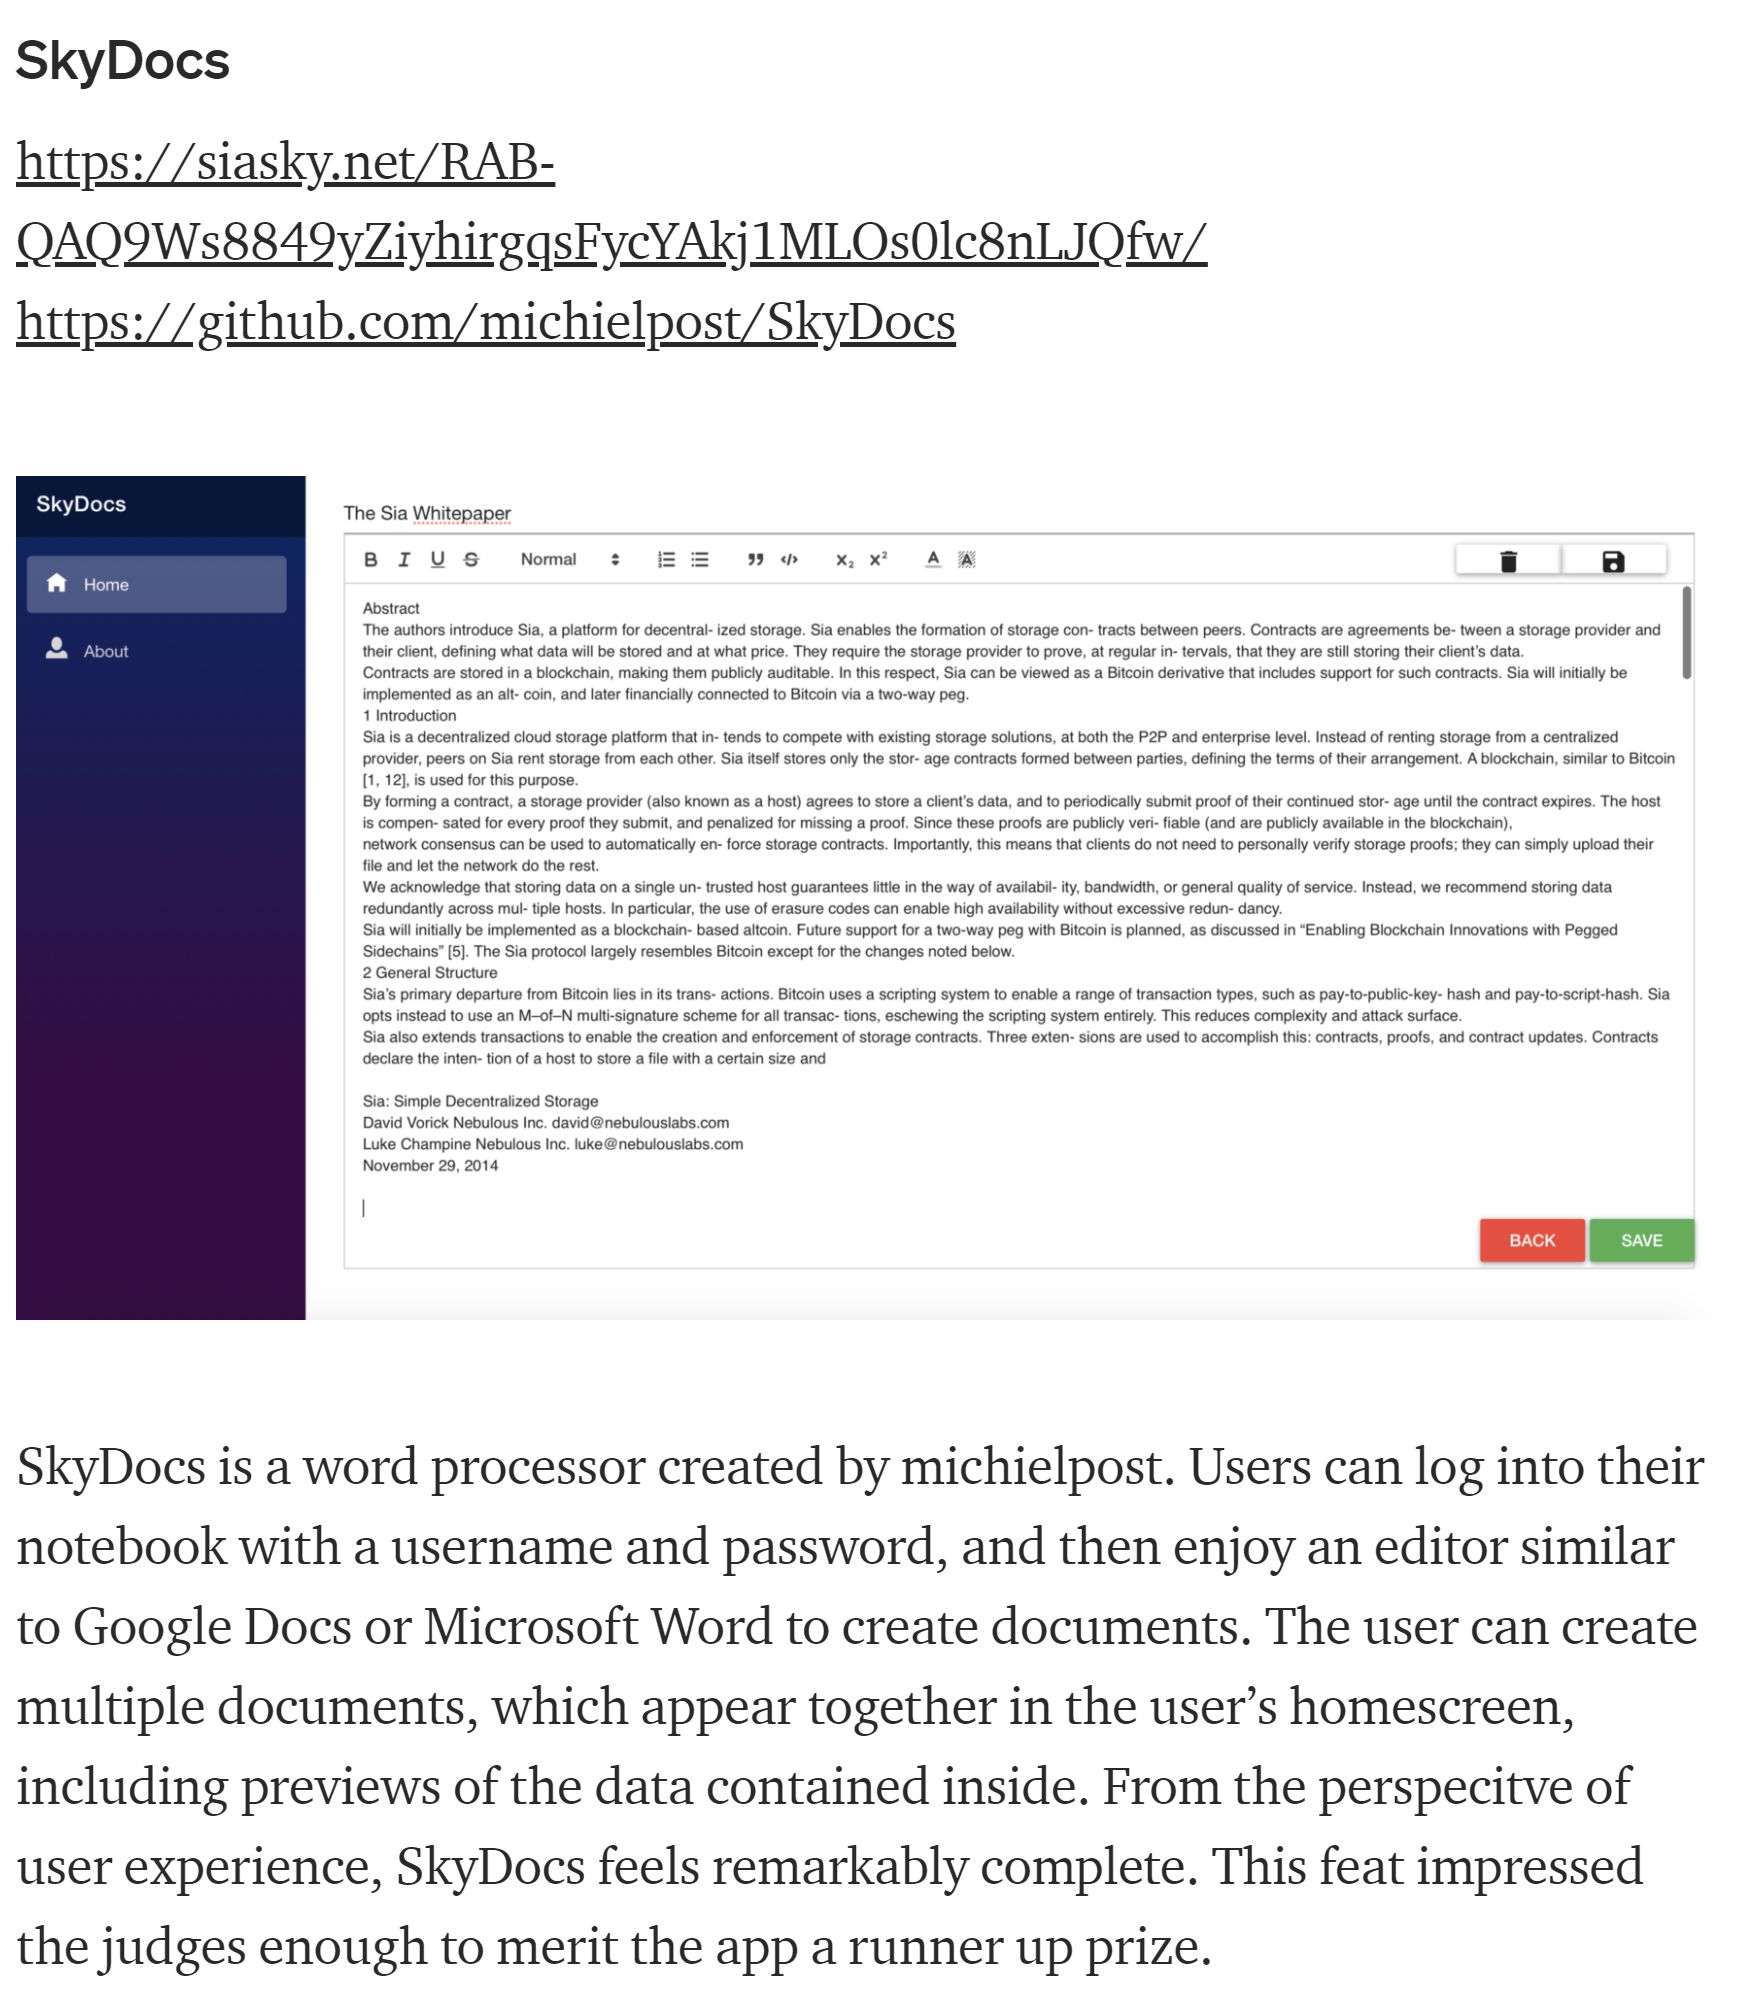 SkyDocs
https://siasky.net/RAB-
QAQ9Ws8849yZiyhirgqsFycYAkj1MLOs0lc8nLJQfw/
https://github.com/michielpost/SkyDocs
SkyDocs
Home
About
The Sia Whitepaper
B I U S Normal ” </> X₂ X² A A
Abstract
The authors introduce Sia, a platform for decentral- ized storage. Sia enables the formation of storage con- tracts between peers. Contracts are agreements be- tween a storage provider and
their client, defining what data will be stored and at what price. They require the storage provider to prove, at regular in- tervals, that they are still storing their client’s data.
Contracts are stored in a blockchain, making them publicly auditable. In this respect, Sia can be viewed as a Bitcoin derivative that includes support for such contracts. Sia will initially be
implemented as an alt- coin, and later financially connected to Bitcoin via a two-way peg.
1 Introduction
Sia is a decentralized cloud storage platform that in- tends to compete with existing storage solutions, at both the P2P and enterprise level. Instead of renting storage from a centralized
provider, peers on Sia rent storage from each other. Sia itself stores only the stor- age contracts formed between parties, defining the terms of their arrangement. A blockchain, similar to Bitcoin
[1, 12], is used for this purpose.
By forming a contract, a storage provider (also known as a host) agrees to store a client’s data, and to periodically submit proof of their continued stor- age until the contract expires. The host
is compen- sated for every proof they submit, and penalized for missing a proof. Since these proofs are publicly veri- fiable (and are publicly available in the blockchain),
network consensus can be used to automatically en- force storage contracts. Importantly, this means that clients do not need to personally verify storage proofs; they can simply upload their
file and let the network do the rest.
We acknowledge that storing data on a single un- trusted host guarantees little in the way of availabil- ity, bandwidth, or general quality of service. Instead, we recommend storing data
redundantly across mul- tiple hosts. In particular, the use of erasure codes can enable high availability without excessive redun- dancy.
Sia will initially be implemented as a blockchain- based altcoin. Future support for a two-way peg with Bitcoin is planned, as discussed in “Enabling Blockchain Innovations with Pegged
Sidechains” [5]. The Sia protocol largely resembles Bitcoin except for the changes noted below.
2 General Structure
Sia’s primary departure from Bitcoin lies in its trans- actions. Bitcoin uses a scripting system to enable a range of transaction types, such as pay-to-public-key- hash and pay-to-script-hash. Sia
opts instead to use an M–of–N multi-signature scheme for all transac- tions, eschewing the scripting system entirely. This reduces complexity and attack surface.
Sia also extends transactions to enable the creation and enforcement of storage contracts. Three exten- sions are used to accomplish this: contracts, proofs, and contract updates. Contracts
declare the inten- tion of a host to store a file with a certain size and
Sia: Simple Decentralized Storage
David Vorick Nebulous Inc. david@nebulouslabs.com
Luke Champine Nebulous Inc. luke@nebulouslabs.com
November 29, 2014
BACK SAVE
SkyDocs is a word processor created by michielpost. Users can log into their
notebook with a username and password, and then enjoy an editor similar
to Google Docs or Microsoft Word to create documents. The user can create
multiple documents, which appear together in the user’s homescreen,
including previews of the data contained inside. From the perspecitve of
user experience, SkyDocs feels remarkably complete. This feat impressed
the judges enough to merit the app a runner up prize.